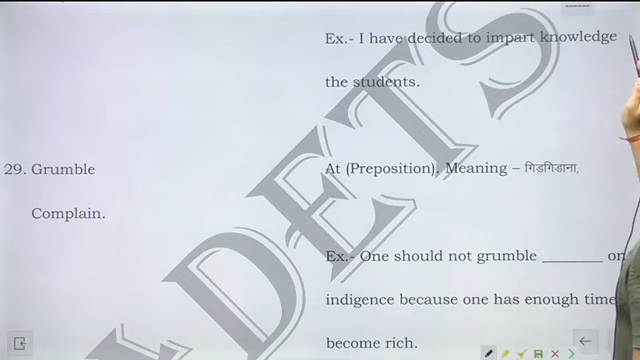 Ex.- I have decided to impart knowledge
the students.
29. Grumble
At (Preposition), Meaning – गिडगिडाना,
Complain.
Ex.- One should not grumble ________ on
indigence because one has enough time
become rich.